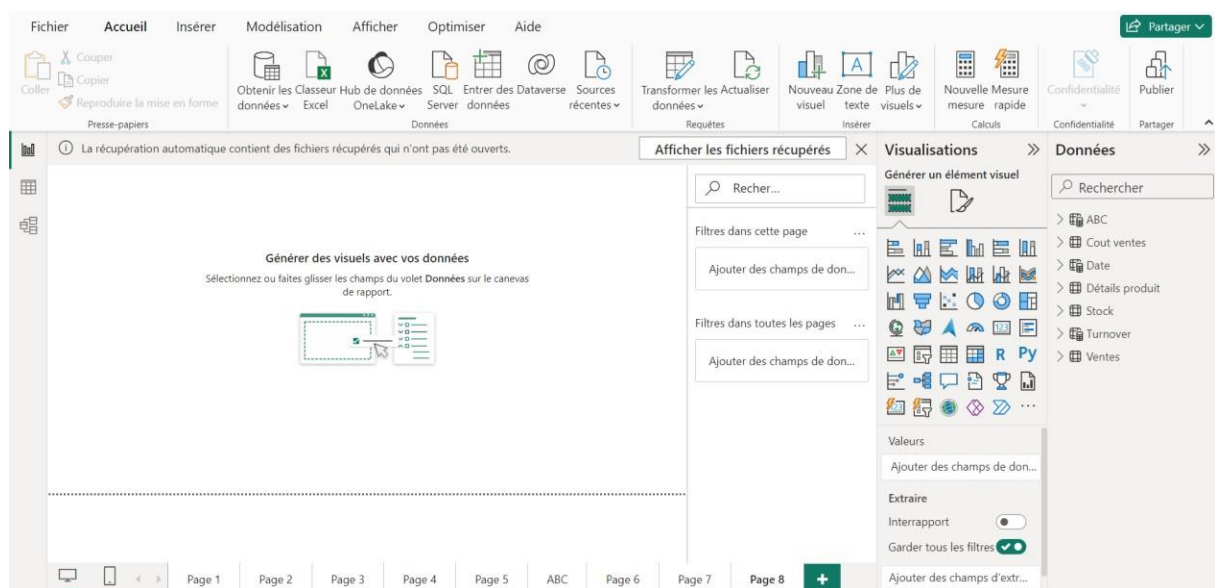 Fichier Accueil Insérer Modélisation Afficher Optimiser Aide Partager
Coller
Couper
Copier
Reproduire la mise en forme
Presse-papiers
Obtenir les données
Classeur Excel
Hub de données OneLake
SQL Server
Entrer des données
Dataverse
Sources récentes
Données
Transformer les données
Actualiser
Requêtes
Nouveau visuel
Zone de texte
Plus de visuels
Insérer
Nouvelle mesure
Mesure rapide
Calculs
Confidentialité
Confidentialité
Publier
Partager
La récupération automatique contient des fichiers récupérés qui n'ont pas été ouverts.
Afficher les fichiers récupérés
Générer des visuels avec vos données
Sélectionnez ou faites glisser les champs du volet Données sur le canevas
de rapport.
Recher...
Filtres dans cette page ...
Ajouter des champs de don...
Filtres dans toutes les pages ...
Ajouter des champs de don...
Visualisations
Générer un élément visuel
123
R Py
123
...
Valeurs
Ajouter des champs de don...
Extraire
Interrapport
Garder tous les filtres
Ajouter des champs d'extr...
Données
Rechercher
ABC
Cout ventes
Date
Détails produit
Stock
Turnover
Ventes
Page 1 Page 2 Page 3 Page 4 Page 5 ABC Page 6 Page 7 Page 8 +